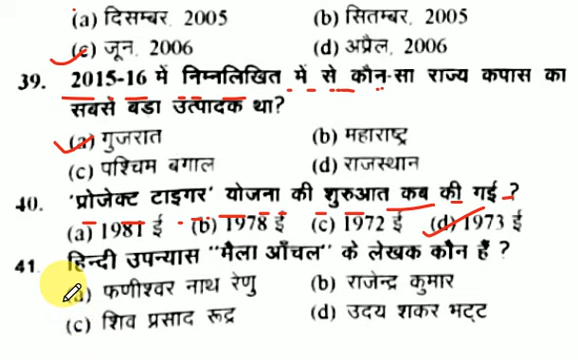 (a) दिसम्बर, 2005 (b) सितम्बर, 2005
(c) जून, 2006 (d) अप्रैल, 2006
39. 2015-16 में निम्नलिखित में से कौन-सा राज्य कपास का
सबसे बडा उत्पादक था?
(a) गुजरात (b) महाराष्ट्र
(c) पश्चिम बगाल (d) राजस्थान
40. 'प्रोजेक्ट टाइगर' योजना की शुरुआत कब की गई ?
(a) 1981 ई (b) 1978 ई (c) 1972 ई (d) 1973 ई
41. हिन्दी उपन्यास "मैला आँचल" के लेखक कौन हैं ?
(a) फणीश्वर नाथ रेणु (b) राजेन्द्र कुमार
(c) शिव प्रसाद रूद्र (d) उदय शकर भट्ट